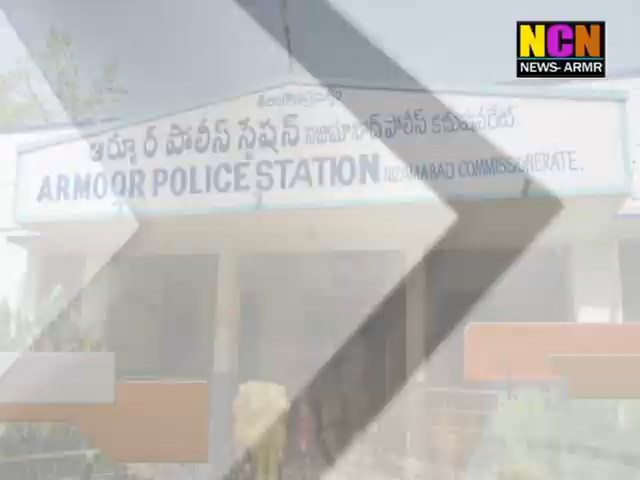 NCN
NEWS- ARMR
ఆర్మూర్ పోలీస్ స్టేషన్ నిజామాబాద్ పోలీస్ కమిషనరేట్
ARMOOR POLICE STATION NIZAMABAD COMMISSIONERATE.